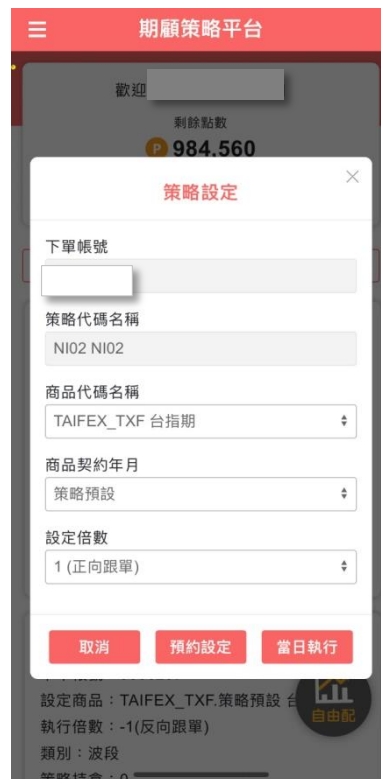 期顧策略平台
歡迎
剩餘點數
P 984,560
策略設定
下單帳號
策略代碼名稱
NI02 NI02
商品代碼名稱
TAIFEX_TXF 台指期
商品契約年月
策略預設
設定倍數
1 (正向跟單)
取消 預約設定 當日執行
設定商品：TAIFEX_TXF.策略預設 台
自由配
執行倍數：-1(反向跟單)
類別：波段